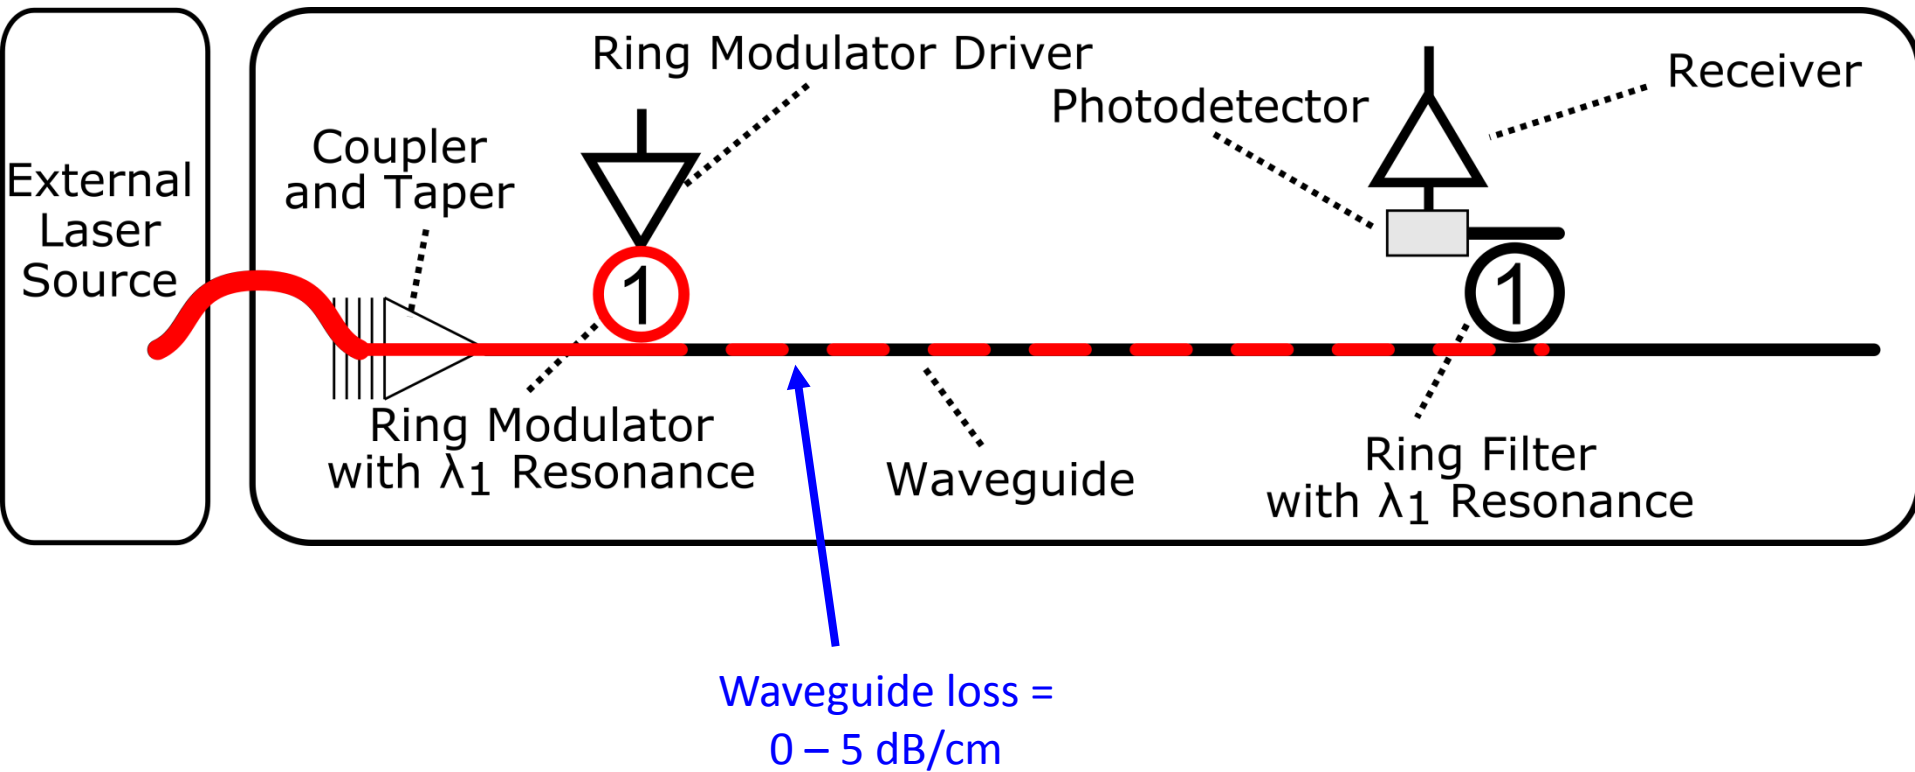 External
Laser
Source
Coupler
and Taper
Ring Modulator Driver
Photodetector
Receiver
1
1
Ring Modulator
with λ1 Resonance
Waveguide
Ring Filter
with λ1 Resonance
Waveguide loss =
0 – 5 dB/cm